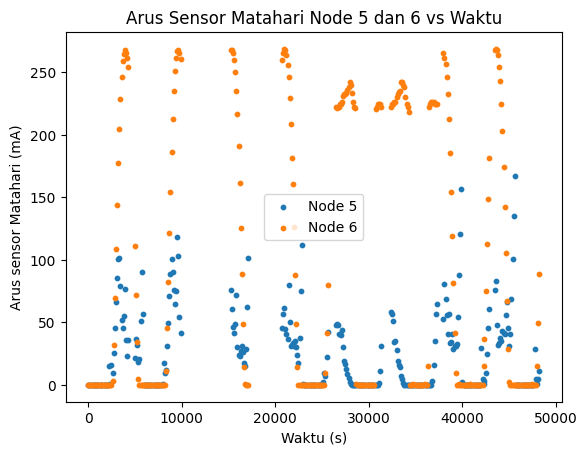 Arus Sensor Matahari Node 5 dan 6 vs Waktu
Arus sensor Matahari (mA)
250
200
150
100
50
0
Node 5
Node 6
0 10000 20000 30000 40000 50000
Waktu (s)